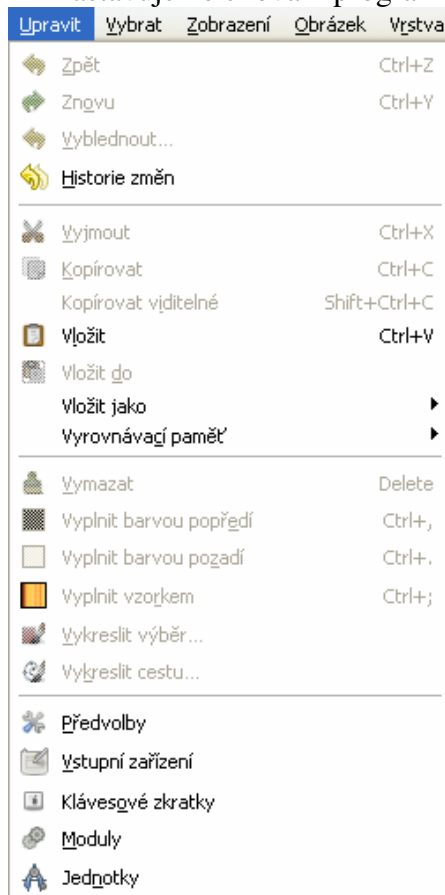 Upravit Vybrat Zobrazení Obrázek Vrstva
Zpět Ctrl+Z
Znovu Ctrl+Y
Vyblednout...
Historie změn
Vyjmout Ctrl+X
Kopírovat Ctrl+C
Kopírovat viditelné Shift+Ctrl+C
Vložit Ctrl+V
Vložit do
Vložit jako
Vyrovnávací paměť
Vymazat Delete
Vyplnit barvou popředí Ctrl+,
Vyplnit barvou pozadí Ctrl+.
Vyplnit vzorkem Ctrl+;
Vykreslit výběr...
Vykreslit cestu...
Předvolby
Vstupní zařízení
Klávesové zkratky
Moduly
Jednotky